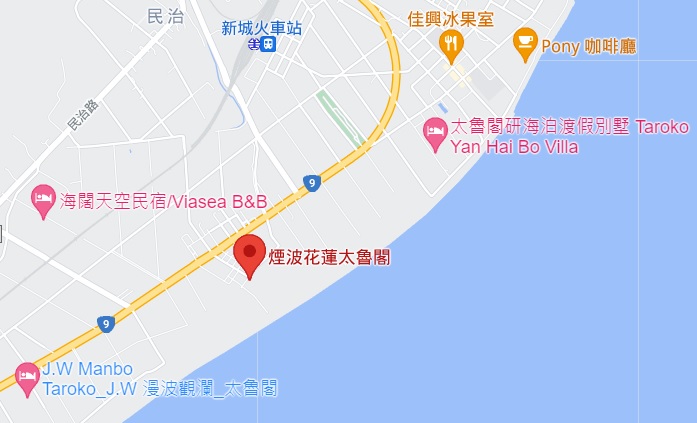 民治
新城火車站
佳興冰果室
Pony 咖啡廳
民治路
太魯閣研海泊渡假別墅 Taroko
Yan Hai Bo Villa
9
海闊天空民宿/Viasea B&B
煙波花蓮太魯閣
9
J.W Manbo
Taroko_J.W 漫波觀瀾_太魯閣